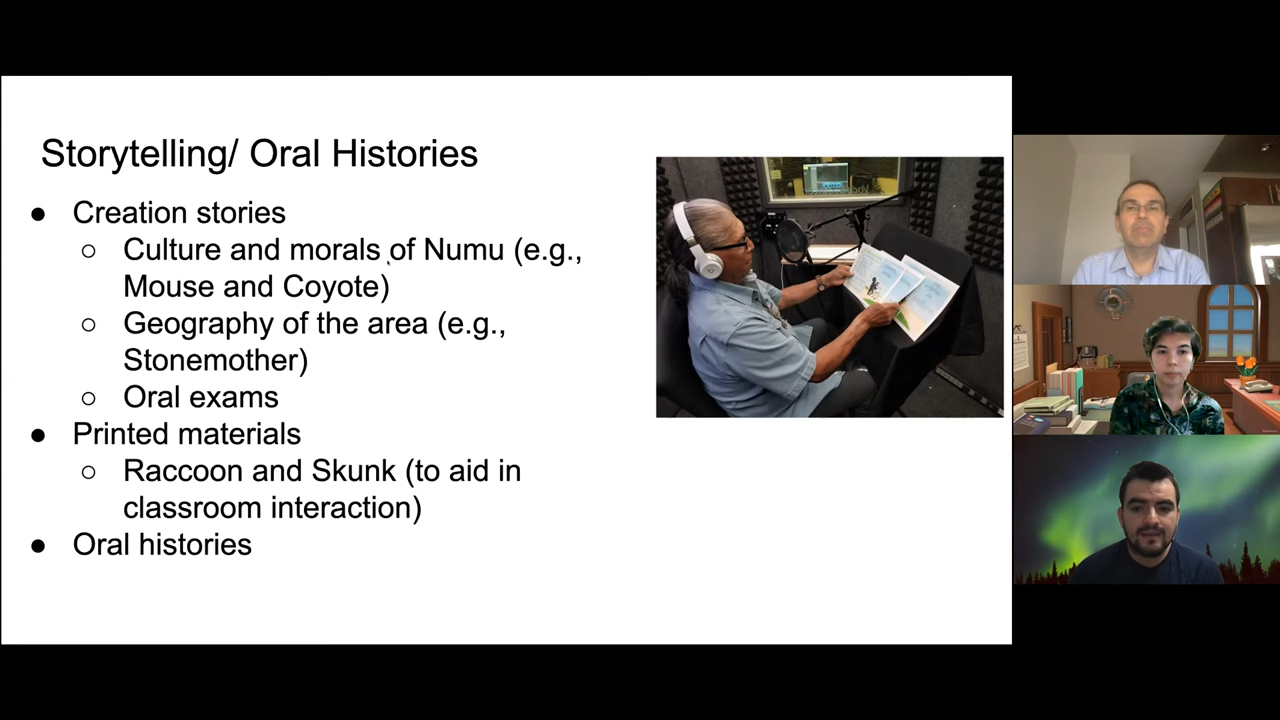 Storytelling/ Oral Histories
● Creation stories
○ Culture and morals of Numu (e.g.,
Mouse and Coyote)
○ Geography of the area (e.g.,
Stonemother)
○ Oral exams
● Printed materials
○ Raccoon and Skunk (to aid in
classroom interaction)
● Oral histories